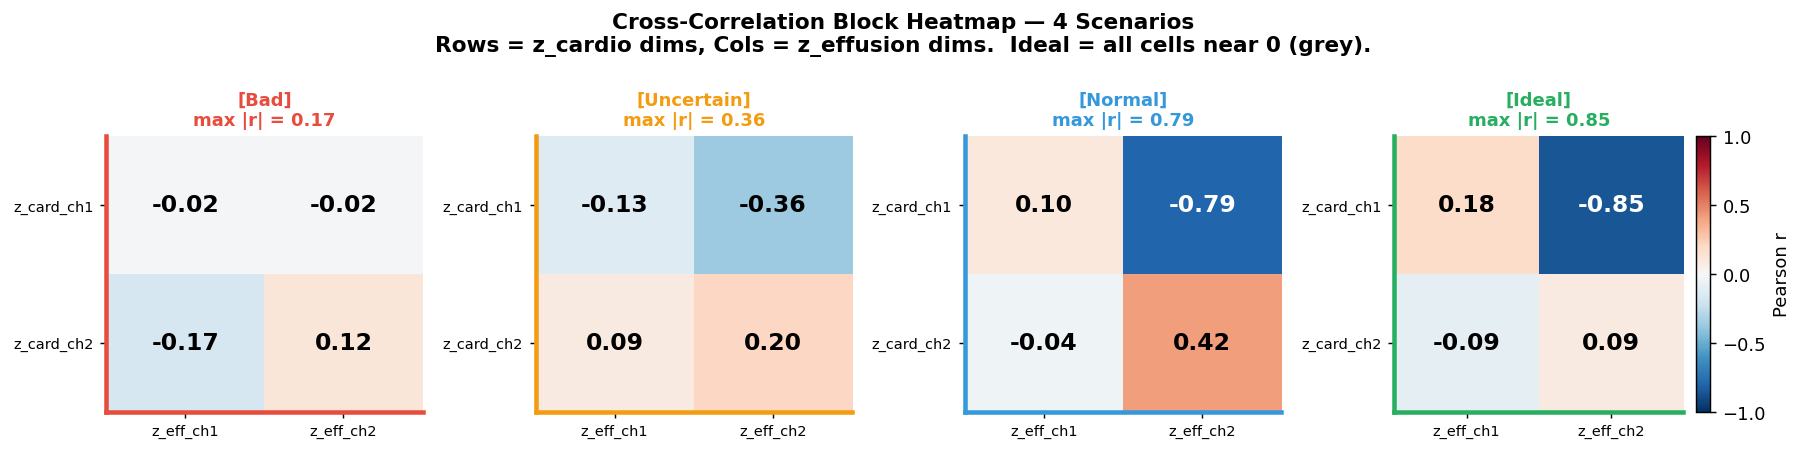 Cross-Correlation Block Heatmap — 4 Scenarios
Rows = z_cardio dims, Cols = z_effusion dims.  Ideal = all cells near 0 (grey).
[Bad]
max |r| = 0.17
z_card_ch1
-0.02
-0.02
z_card_ch2
-0.17
0.12
z_eff_ch1
z_eff_ch2
[Uncertain]
max |r| = 0.36
z_card_ch1
-0.13
-0.36
z_card_ch2
0.09
0.20
z_eff_ch1
z_eff_ch2
[Normal]
max |r| = 0.79
z_card_ch1
0.10
-0.79
z_card_ch2
-0.04
0.42
z_eff_ch1
z_eff_ch2
[Ideal]
max |r| = 0.85
z_card_ch1
0.18
-0.85
z_card_ch2
-0.09
0.09
z_eff_ch1
z_eff_ch2
1.0
0.5
0.0
−0.5
−1.0
Pearson r